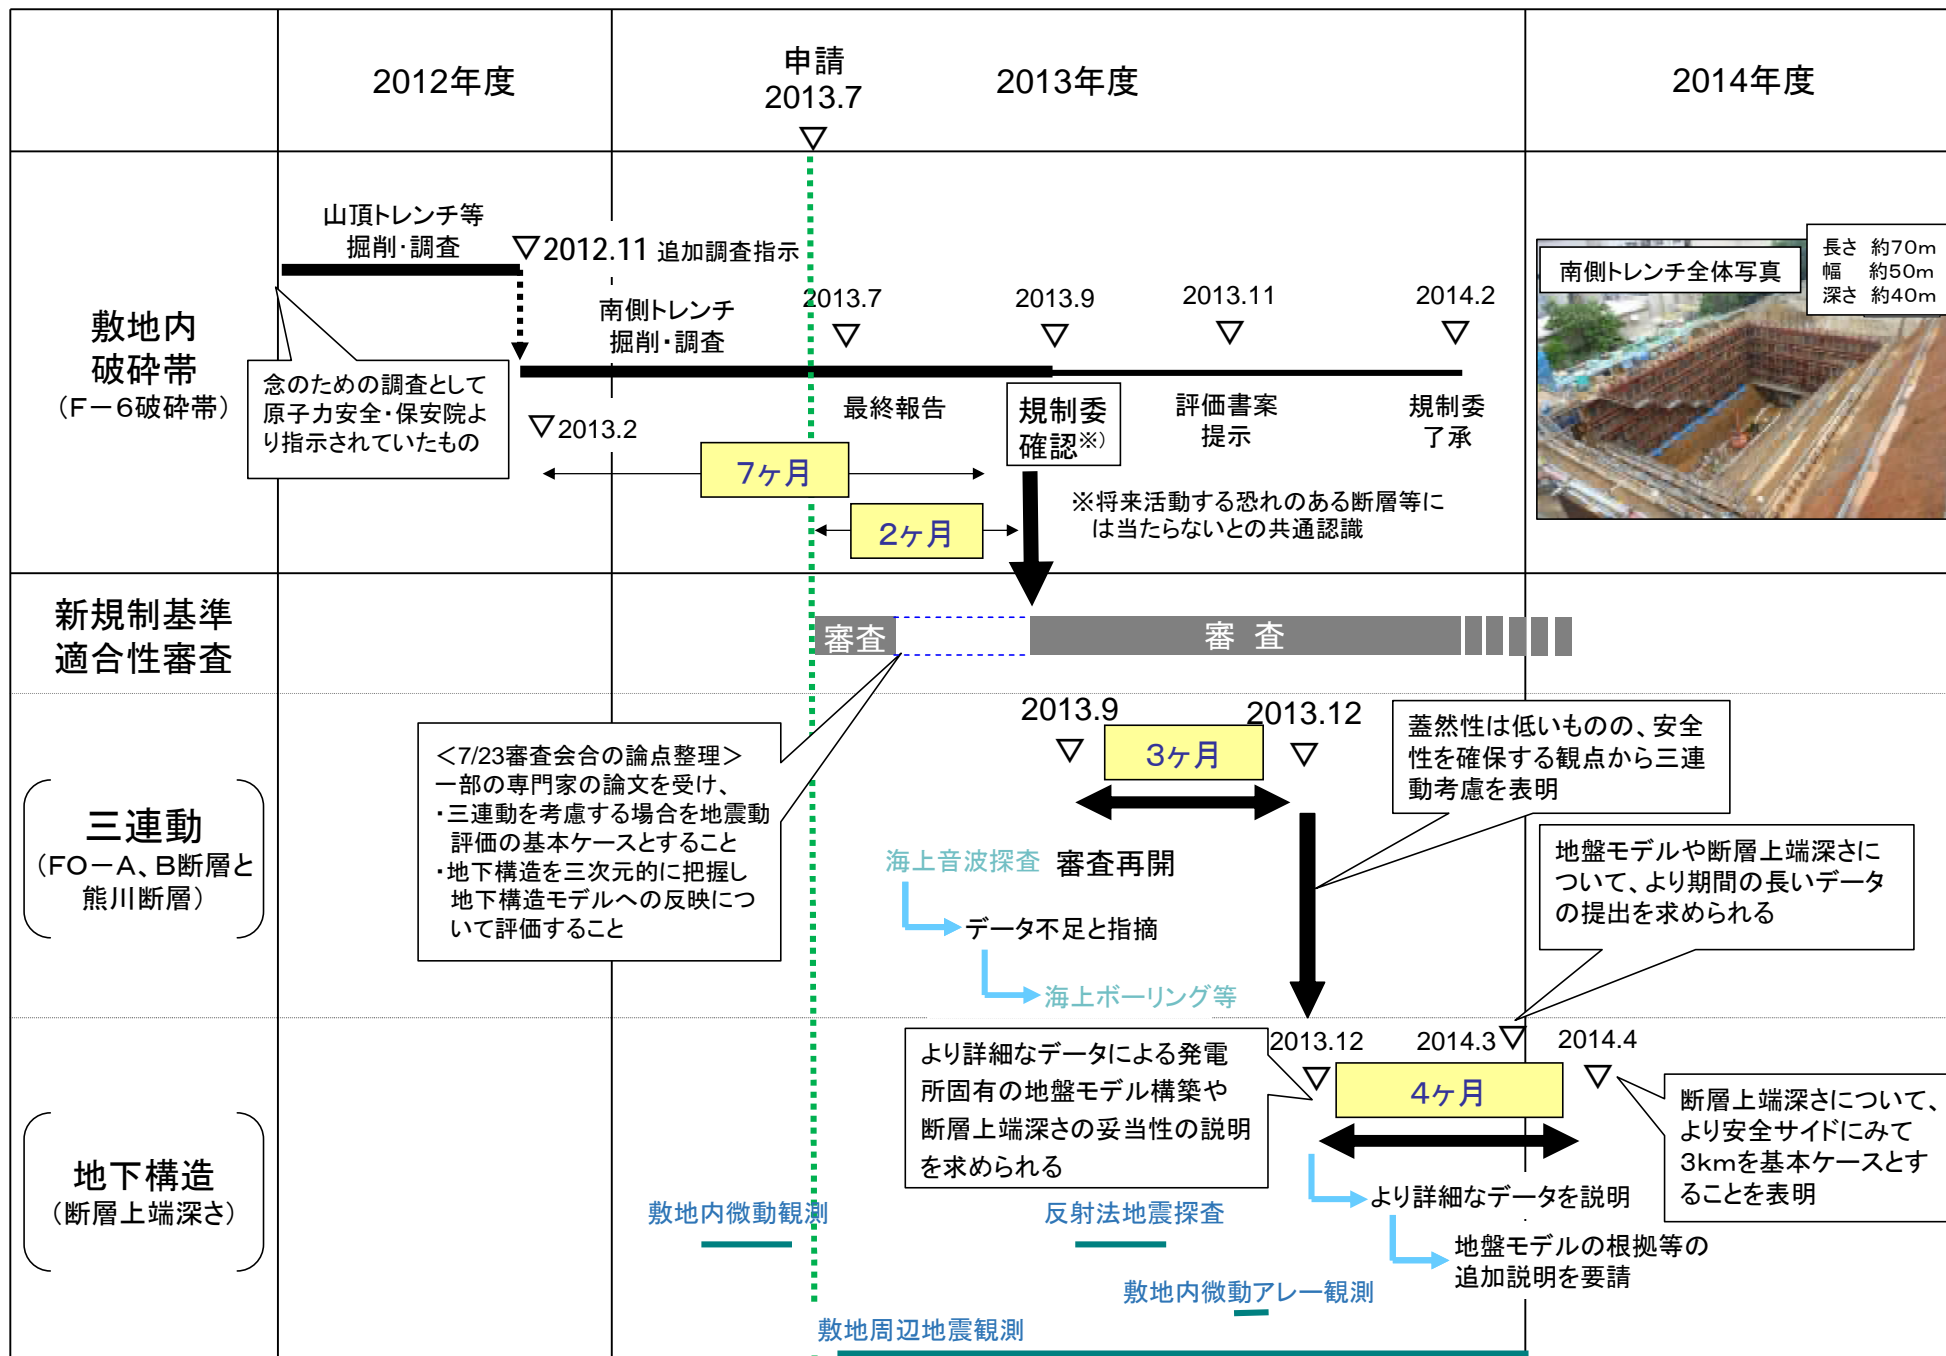 2012年度
申請
2013.7
2013年度
2014年度
敷地内
破砕帯
（F－6破砕帯）
山頂トレンチ等
掘削･調査
2012.11 追加調査指示
念のための調査として
原子力安全・保安院よ
り指示されていたもの
南側トレンチ
掘削・調査
2013.2
2013.7
最終報告
2013.9
規制委
確認※）
2013.11
評価書案
提示
2014.2
規制委
了承
7ヶ月
2ヶ月
※将来活動する恐れのある断層等に
は当たらないとの共通認識
南側トレンチ全体写真
長さ 約70m
幅 約50m
深さ 約40m
新規制基準
適合性審査
審査
審 査
三連動
（FO－A、B断層と
熊川断層）
＜7/23審査会合の論点整理＞
一部の専門家の論文を受け、
・三連動を考慮する場合を地震動
評価の基本ケースとすること
・地下構造を三次元的に把握し
地下構造モデルへの反映につ
いて評価すること
2013.9
2013.12
3ヶ月
蓋然性は低いものの、安全
性を確保する観点から三連
動考慮を表明
海上音波探査
審査再開
データ不足と指摘
海上ボーリング等
地盤モデルや断層上端深さに
ついて、より期間の長いデータ
の提出を求められる
地下構造
（断層上端深さ）
より詳細なデータによる発電
所固有の地盤モデル構築や
断層上端深さの妥当性の説明
を求められる
2013.12
2014.3
2014.4
4ヶ月
断層上端深さについて、
より安全サイドにみて
3kmを基本ケースとす
ることを表明
より詳細なデータを説明
地盤モデルの根拠等の
追加説明を要請
敷地内微動観測
反射法地震探査
敷地内微動アレー観測
敷地周辺地震観測